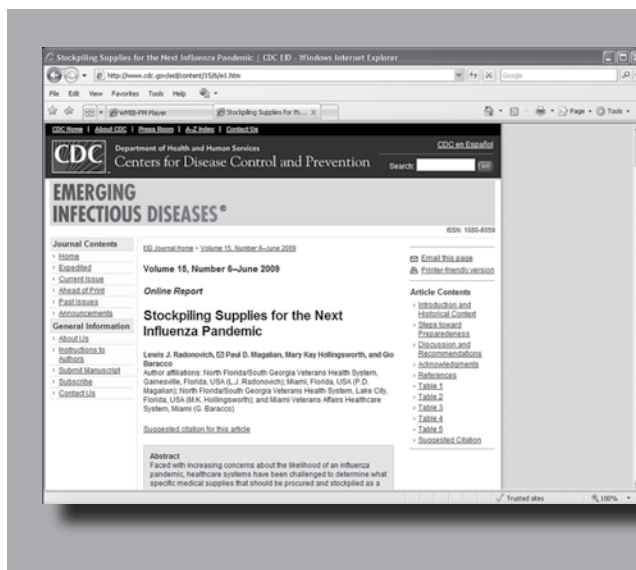 Stockpiling Supplies for the Next Influenza Pandemic | CDC EID - Windows Internet Explorer
http://www.cdc.gov/eid/content/15/6/e1.htm
Google
File Edit View Favorites Tools Help
WMEB-FM Player
Stockpiling Supplies for th...
Page
Tools
CDC Home | About CDC | Press Room | A-Z Index | Contact Us
CDC
Department of Health and Human Services
Centers for Disease Control and Prevention
CDC en Español
Search:
EMERGING
INFECTIOUS DISEASES®
ISSN: 1080-6059
Journal Contents
Home
Expedited
Current Issue
Ahead of Print
Past Issues
Announcements
General Information
About Us
Instructions to
Authors
Submit Manuscript
Subscribe
Contact Us
EID Journal Home > Volume 15, Number 6–June 2009
Volume 15, Number 6–June 2009
Online Report
Stockpiling Supplies for the Next
Influenza Pandemic
Lewis J. Radonovich, Paul D. Magalian, Mary Kay Hollingsworth, and Gio
Baracco
Author affiliations: North Florida/South Georgia Veterans Health System,
Gainesville, Florida, USA (L.J. Radonovich); Miami, Florida, USA (P.D.
Magalian); North Florida/South Georgia Veterans Health System, Lake City,
Florida, USA (M.K. Hollingsworth); and Miami Veterans Affairs Healthcare
System, Miami (G. Baracco)
Suggested citation for this article
Abstract
Faced with increasing concerns about the likelihood of an influenza
pandemic, healthcare systems have been challenged to determine what
specific medical supplies that should be procured and stockpiled as a
Email this page
Printer-friendly version
Article Contents
Introduction and
Historical Context
Steps toward
Preparedness
Discussion and
Recommendations
Acknowledgments
References
Table 1
Table 2
Table 3
Table 4
Table 5
Suggested Citation
Trusted sites
100%